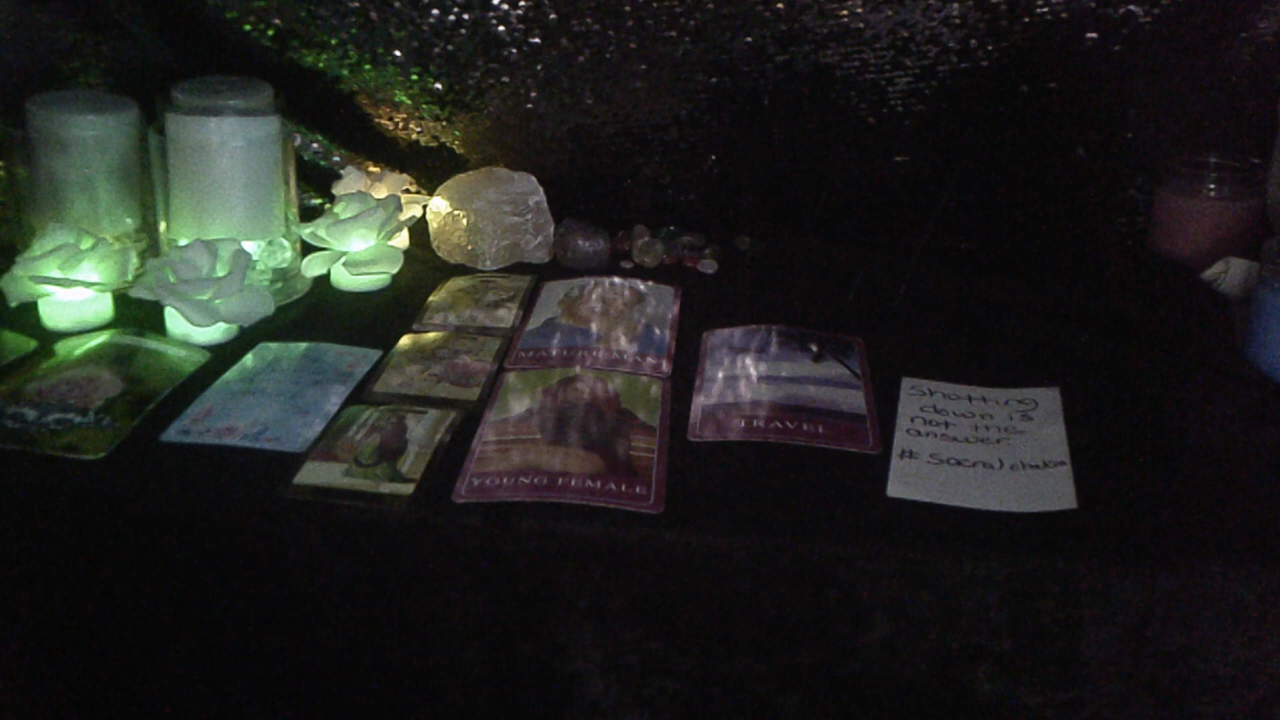 MATURE MAN
YOUNG FEMALE
TRAVEL
Shutting
down is
not the
answer.
# Sacralchakra